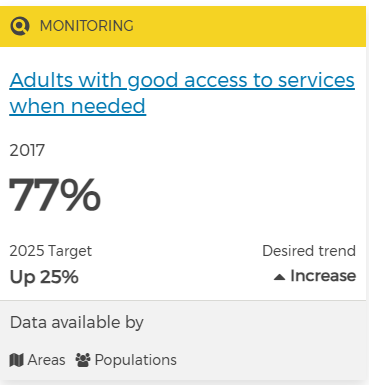 MONITORING
Adults with good access to services
when needed
2017
77%
2025 Target
Desired trend
Up 25%
Increase
Data available by
Areas Populations